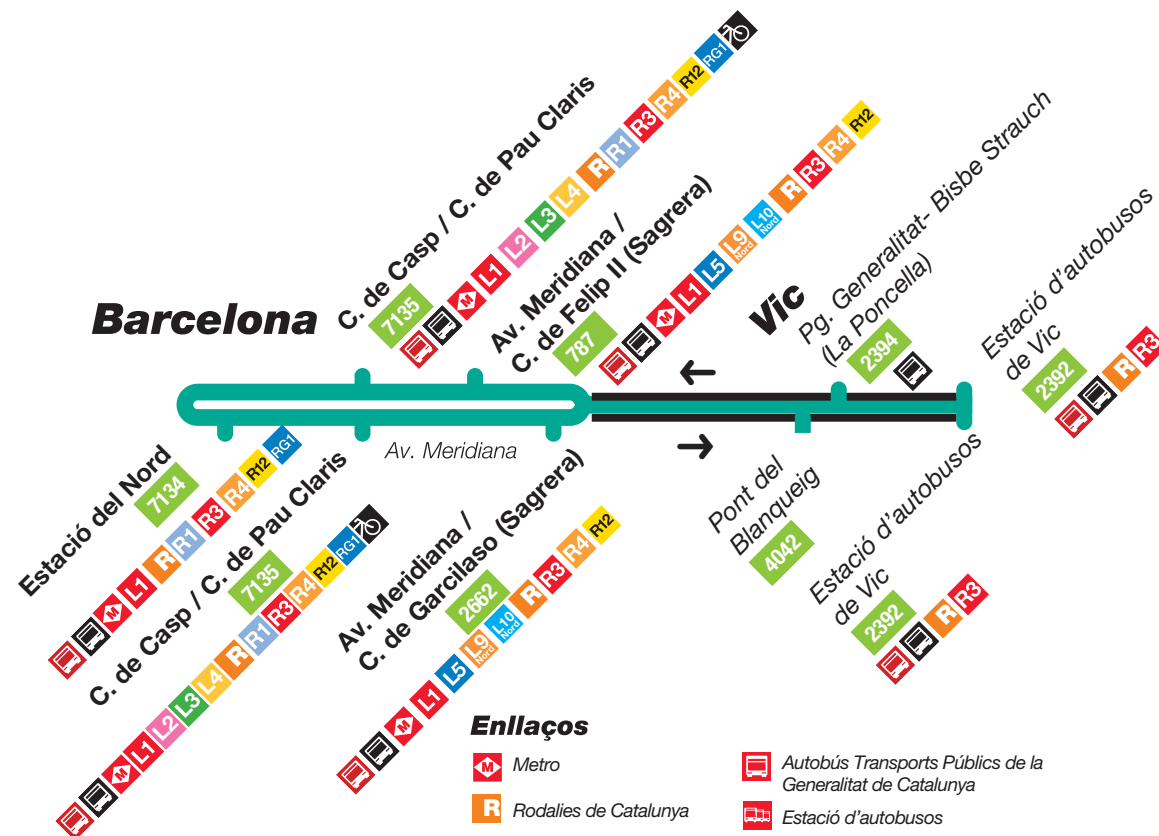 Barcelona
C. de Casp / C. de Pau Claris
7135
M L1 L2 L3 L4 R R1 R3 R4 R12 RG1
Av. Meridiana /
C. de Felip II (Sagrera)
787
M L1 L5 L9 Nord L10 Nord R R3 R4 R12
Vic
Pg. Generalitat- Bisbe Strauch
(La Poncella)
2394
Estació d'autobusos
de Vic
2392
R R3
Av. Meridiana
Estació del Nord
7134
M L1 R R1 R3 R4 R12 RG1
C. de Casp / C. de Pau Claris
7135
M L1 L2 L3 L4 R R1 R3 R4 R12 RG1
Av. Meridiana /
C. de Garcilaso (Sagrera)
2662
M L1 L5 L9 Nord L10 Nord R R3 R4 R12
Pont del
Blanqueig
4042
Estació d'autobusos
de Vic
2392
R R3
Enllaços
M Metro
R Rodalies de Catalunya
Autobús Transports Públics de la
Generalitat de Catalunya
Estació d'autobusos